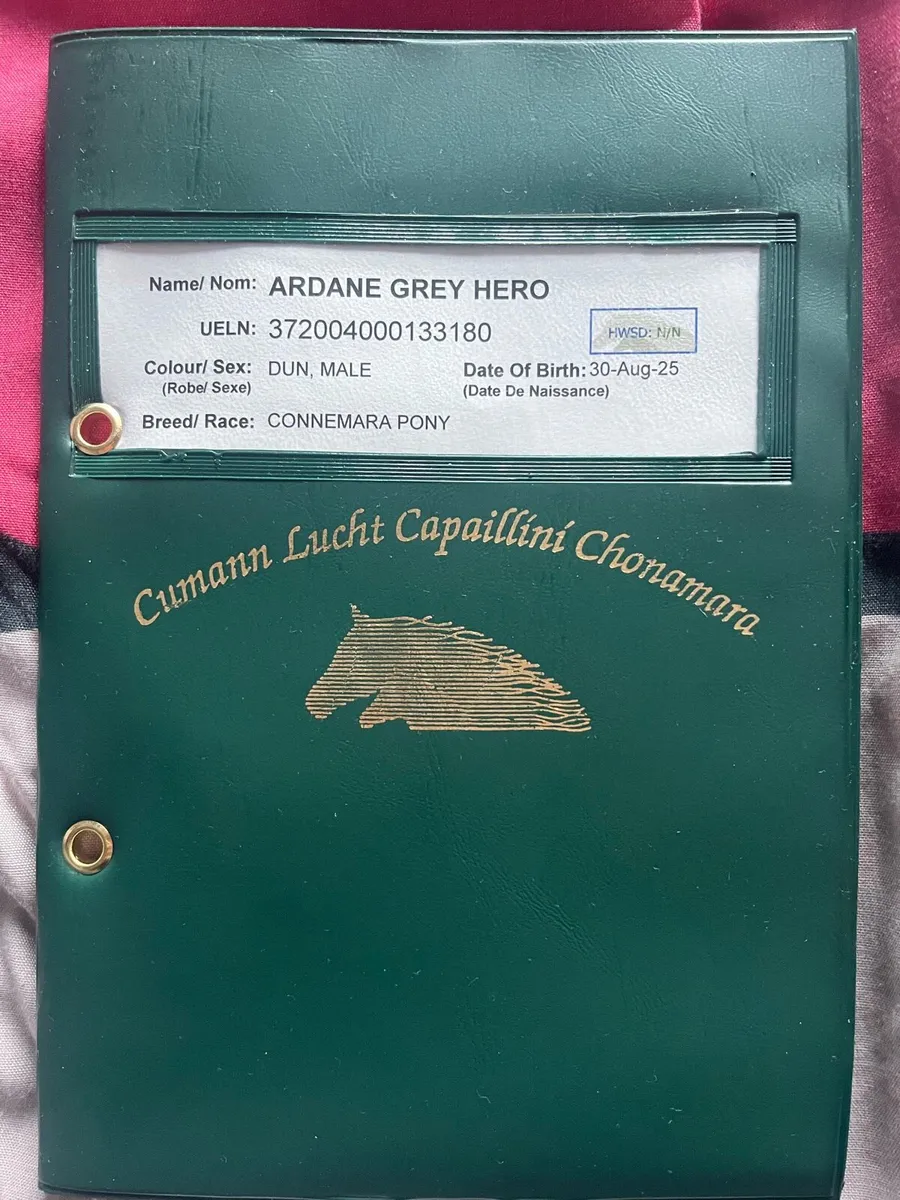 Name/ Nom: ARDANE GREY HERO
UELN: 372004000133180
HWSD: N/N
Colour/ Sex: DUN, MALE
Date Of Birth: 30-Aug-25
(Robe/ Sexe)
(Date De Naissance)
Breed/ Race: CONNEMARA PONY
Cumann Lucht Capaillíní Chonamara